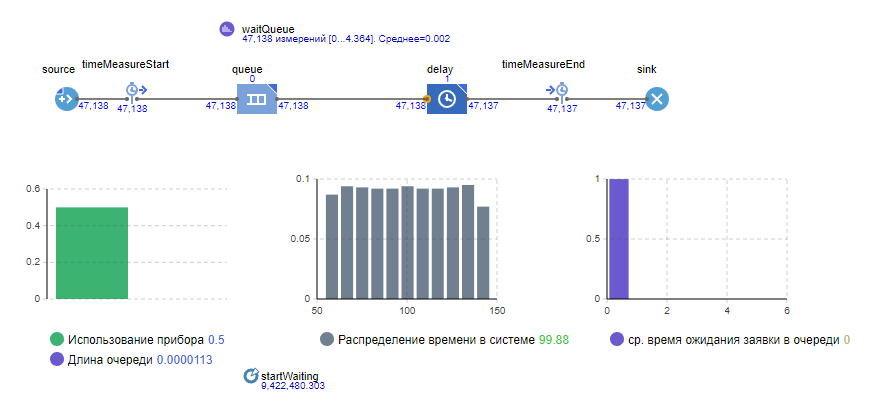 waitQueue
47,138 измерений [0...4.364]. Среднее=0.002
source
timeMeasureStart
queue
0
delay
1
timeMeasureEnd
sink
47,138
47,138
47,138
47,138
47,138
47,137
47,137
47,137
0.6
0.4
0.2
0
0.1
0.05
0
50
100
150
1
0.5
0
0
2
4
6
Использование прибора 0.5
Длина очереди 0.0000113
Распределение времени в системе 99.88
ср. время ожидания заявки в очереди 0
startWaiting
9,422,480.303